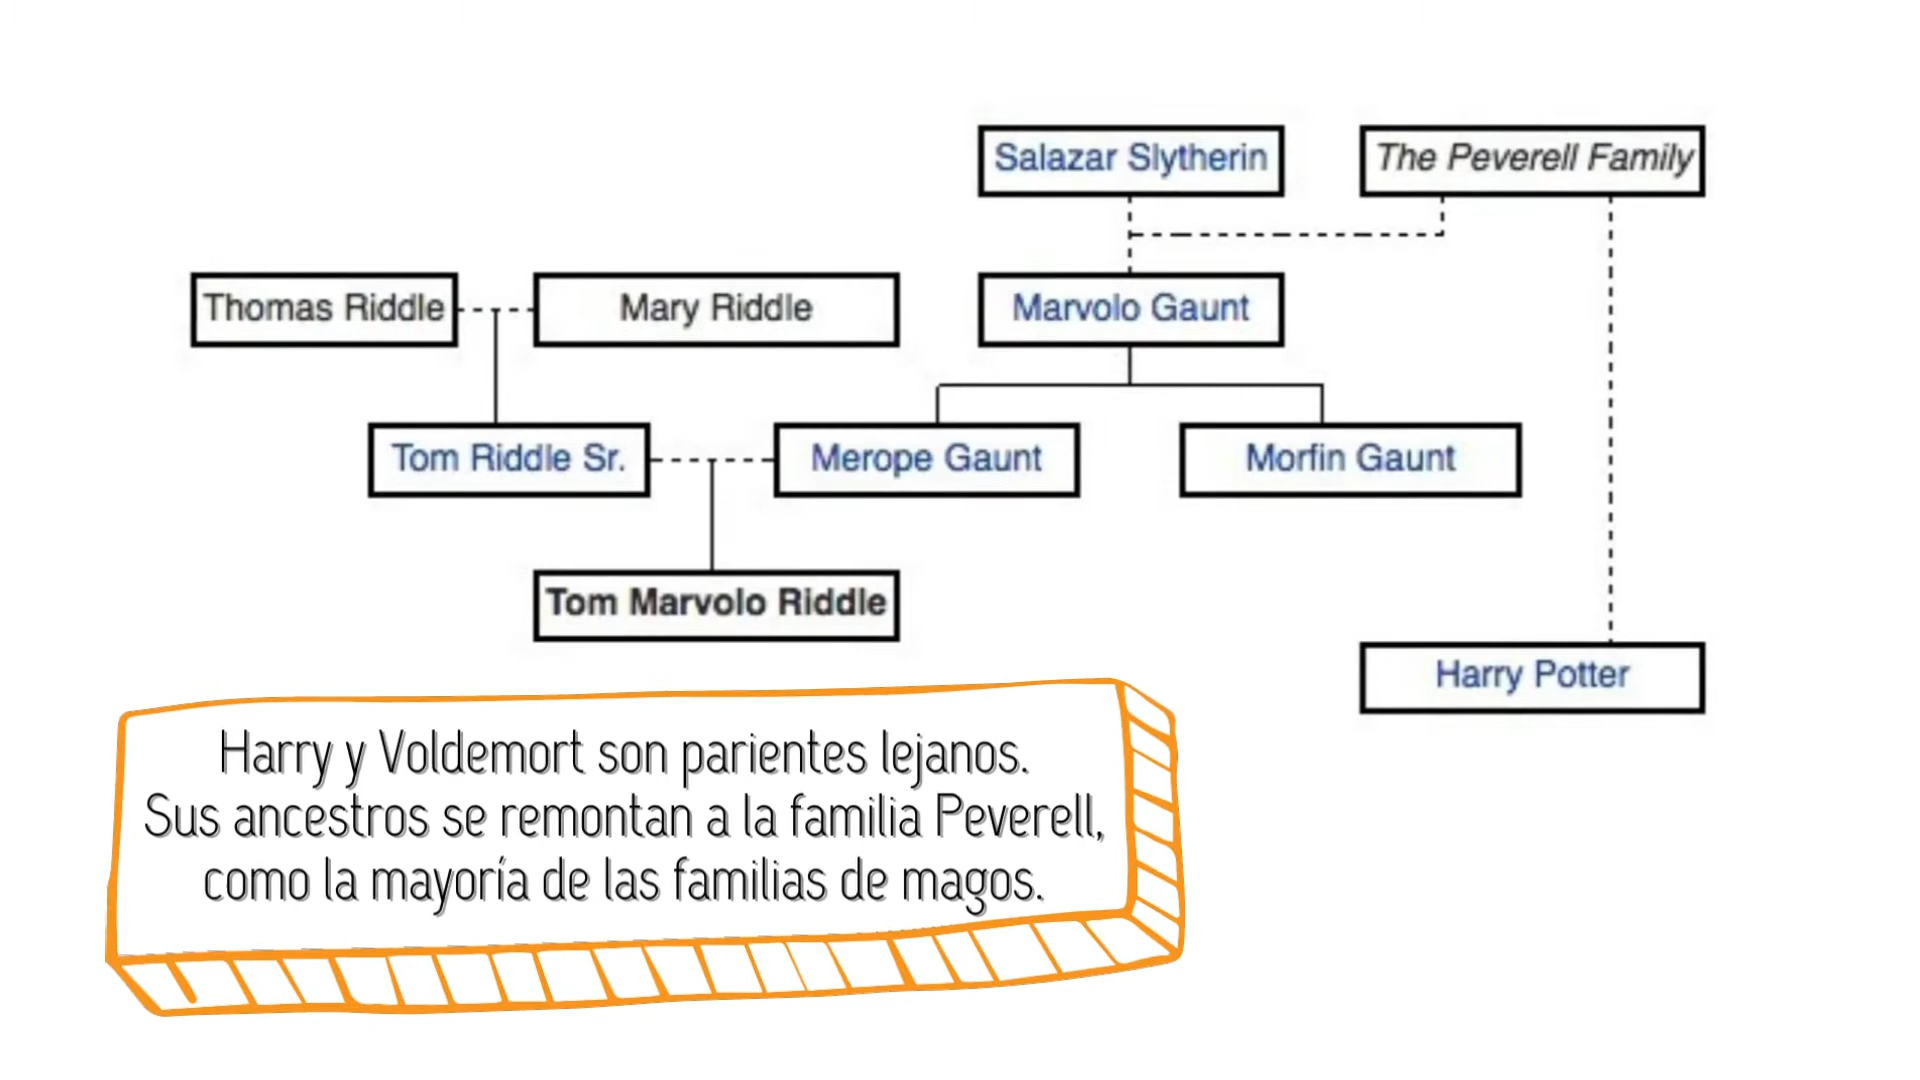 Salazar Slytherin
The Peverell Family
Thomas Riddle
Mary Riddle
Marvolo Gaunt
Tom Riddle Sr.
Merope Gaunt
Morfin Gaunt
Tom Marvolo Riddle
Harry Potter
Harry y Voldemort son parientes lejanos.
Sus ancestros se remontan a la familia Peverell,
como la mayoría de las familias de magos.